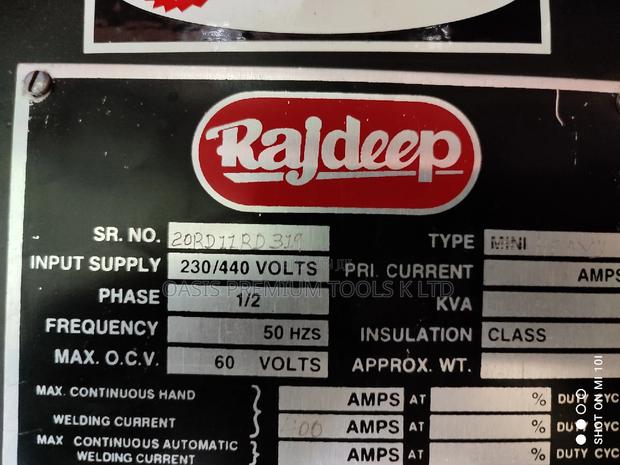 Rajdeep
SR. NO. 20RD11RD319
TYPE MINI
INPUT SUPPLY 230/440 VOLTS
PRI. CURRENT AMPS
OASIS PREMIUM TOOLS K LTD
PHASE 1/2
KVA
FREQUENCY 50 HZS
INSULATION CLASS
MAX. O.C.V. 60 VOLTS
APPROX. WT.
MAX. CONTINUOUS HAND
WELDING CURRENT
AMPS AT % DUTY CYC
AMPS AT % DUTY CYC
MAX CONTINUOUS AUTOMATIC
WELDING CURRENT
AMPS AT % DUTY CYC
SHOT ON MI 10I